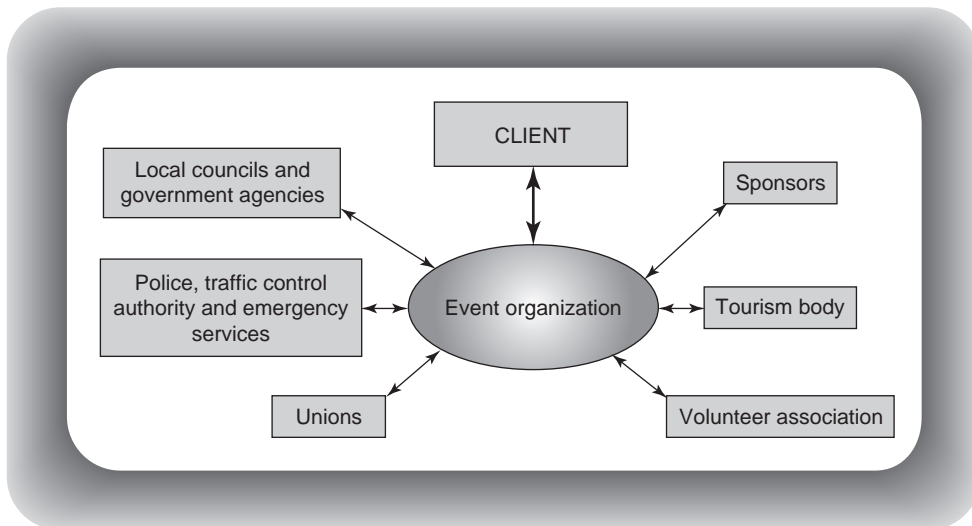 CLIENT
Local councils and
government agencies
Sponsors
Police, traffic control
authority and emergency
services
Event organization
Tourism body
Unions
Volunteer association